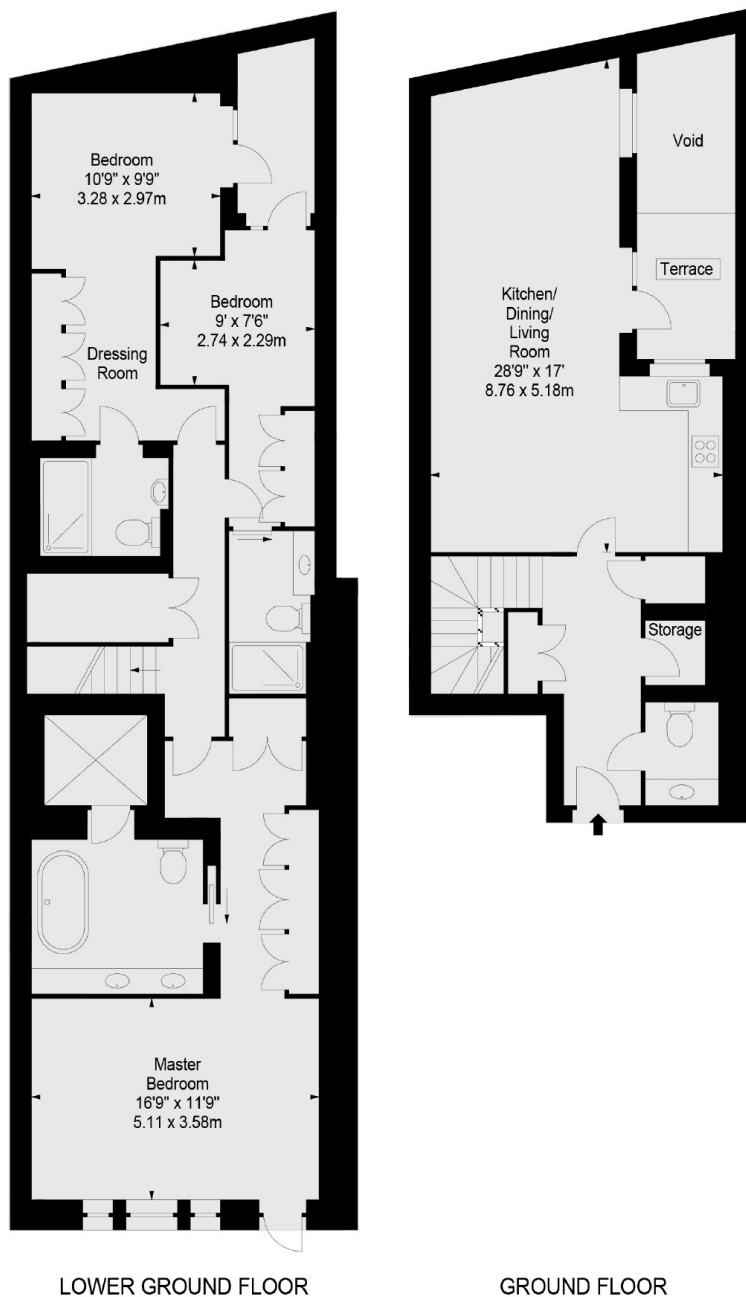 Bedroom
10'9" x 9'9"
3.28 x 2.97m
Bedroom
9' x 7'6"
2.74 x 2.29m
Dressing
Room
Master
Bedroom
16'9" x 11'9"
5.11 x 3.58m
LOWER GROUND FLOOR
Void
Terrace
Kitchen/
Dining/
Living
Room
28'9" x 17'
8.76 x 5.18m
Storage
GROUND FLOOR